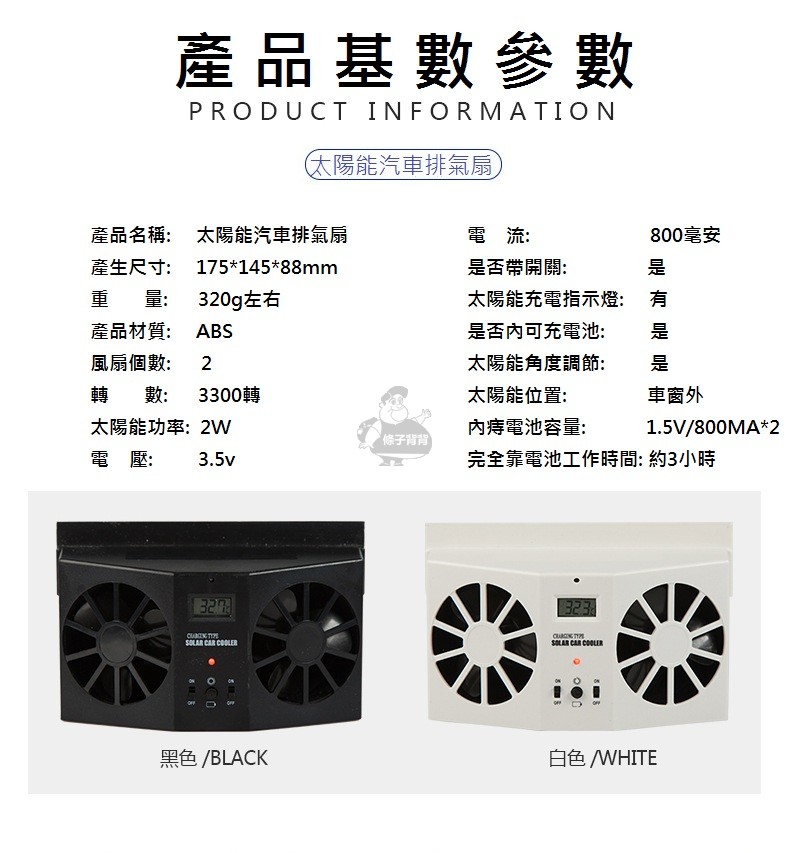 產品基數參數
PRODUCT INFORMATION
太陽能汽車排氣扇
產品名稱: 太陽能汽車排氣扇
產生尺寸: 175*145*88mm
重 量: 320g左右
產品材質: ABS
風扇個數: 2
轉 數: 3300轉
太陽能功率: 2W
電 壓: 3.5v
電 流: 800毫安
是否帶開關: 是
太陽能充電指示燈: 有
是否內可充電池: 是
太陽能角度調節: 是
太陽能位置: 車窗外
內痔電池容量: 1.5V/800MA*2
完全靠電池工作時間: 約3小時
條子背背
32.7c
CHARGING TYPE
SOLAR CAR COOLER
ON ON
OFF OFF
黑色 /BLACK
32.3c
CHARGING TYPE
SOLAR CAR COOLER
ON ON
OFF OFF
白色 /WHITE